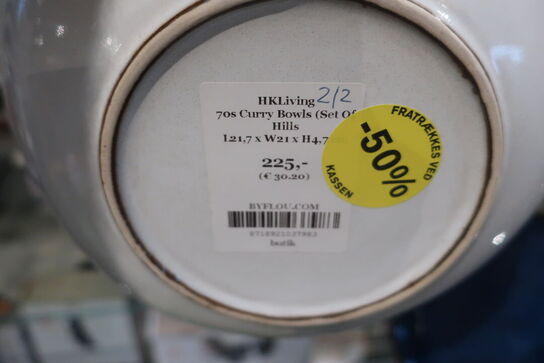 HKLiving 2/2
70s Curry Bowls (Set Of
Hills
L21,7 x W21 x H4,7
225,-
(€ 30.20)
BYFLOU.COM
butik
FRATRÆKKES VED
-50%
KASSEN